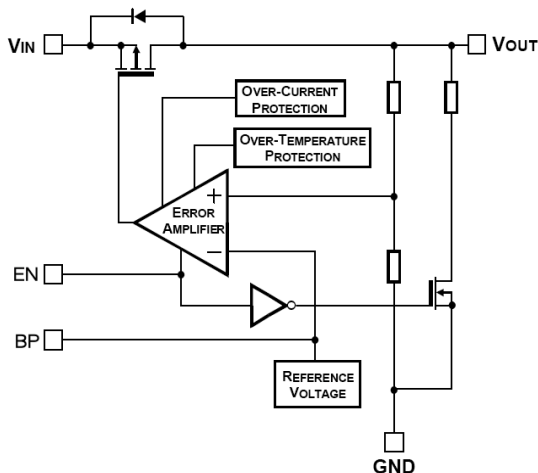 VIN
VOUT
OVER-CURRENT
PROTECTION
OVER-TEMPERATURE
PROTECTION
+
ERROR
AMPLIFIER
−
EN
BP
REFERENCE
VOLTAGE
GND